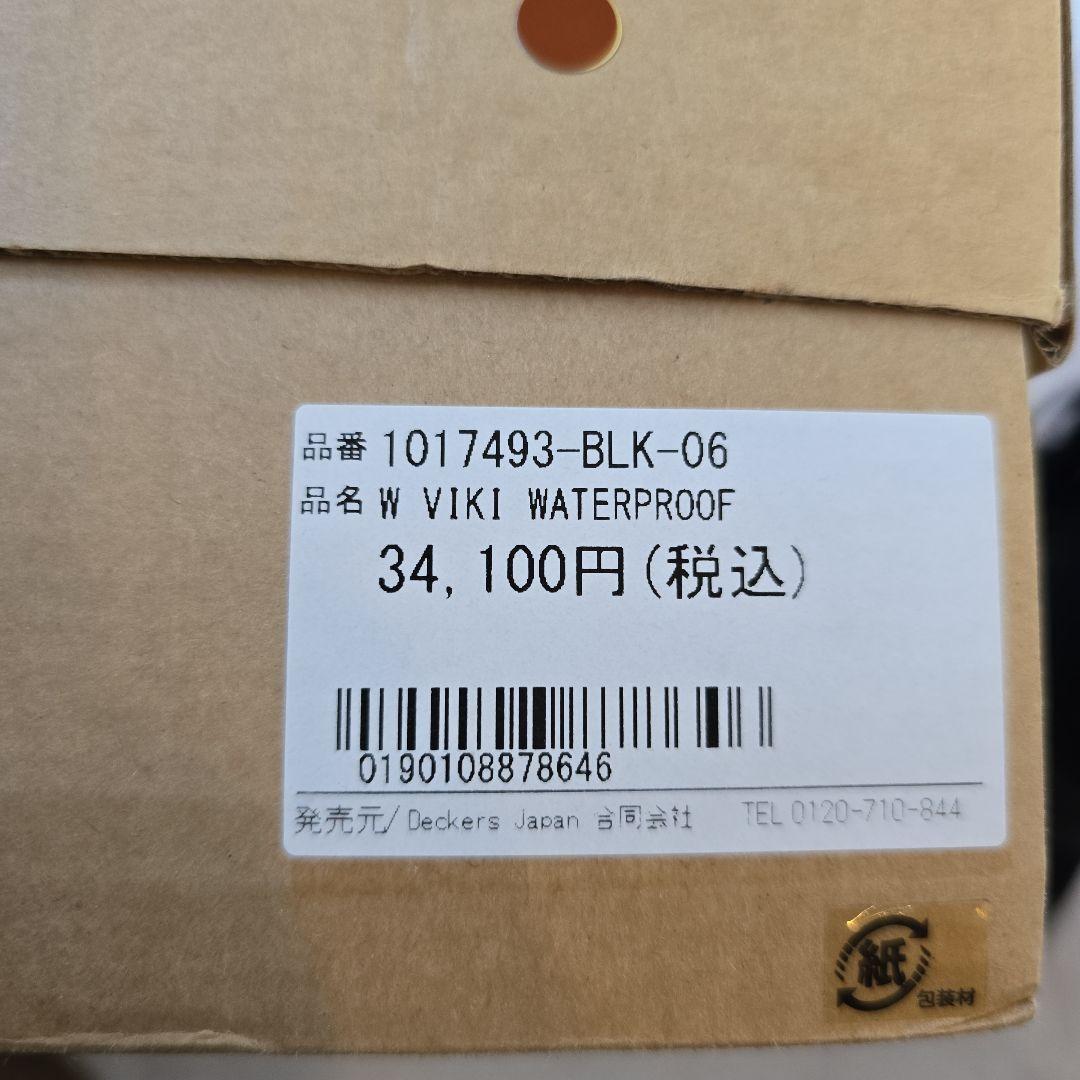 品番 1017493-BLK-06
品名 W VIKI WATERPROOF
34,100円(税込)
0190108878646
発売元/Deckers Japan 合同会社 TEL 0120-710-844
紙
包装材